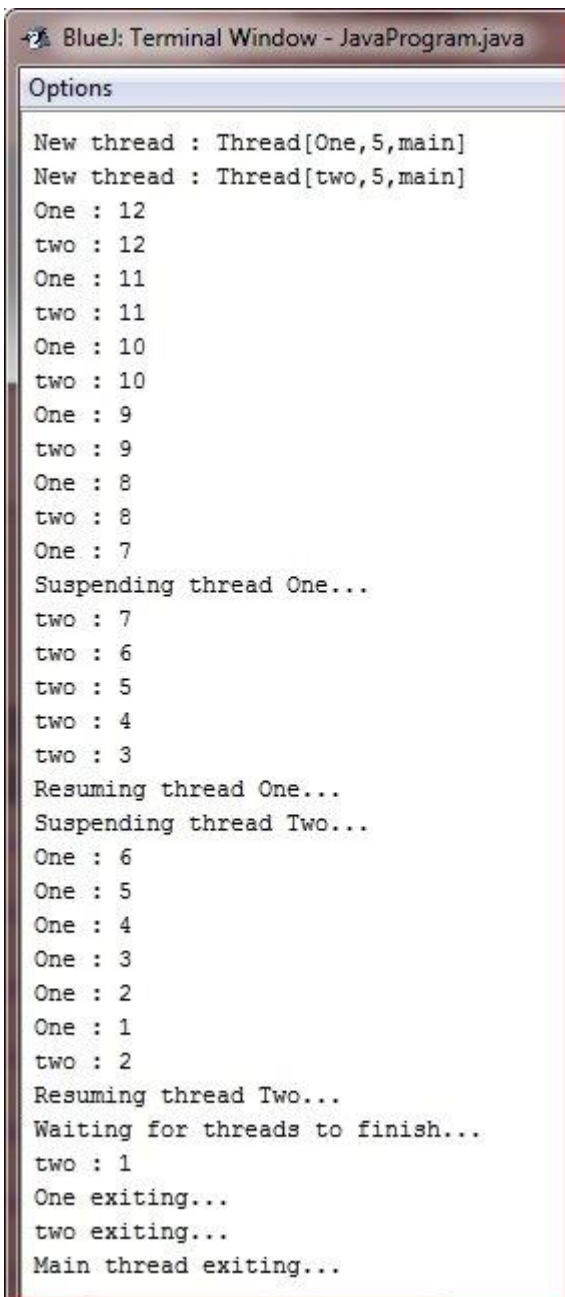 BlueJ: Terminal Window - JavaProgram.java
Options
New thread : Thread[One,5,main]
New thread : Thread[two,5,main]
One : 12
two : 12
One : 11
two : 11
One : 10
two : 10
One : 9
two : 9
One : 8
two : 8
One : 7
Suspending thread One...
two : 7
two : 6
two : 5
two : 4
two : 3
Resuming thread One...
Suspending thread Two...
One : 6
One : 5
One : 4
One : 3
One : 2
One : 1
two : 2
Resuming thread Two...
Waiting for threads to finish...
two : 1
One exiting...
two exiting...
Main thread exiting...